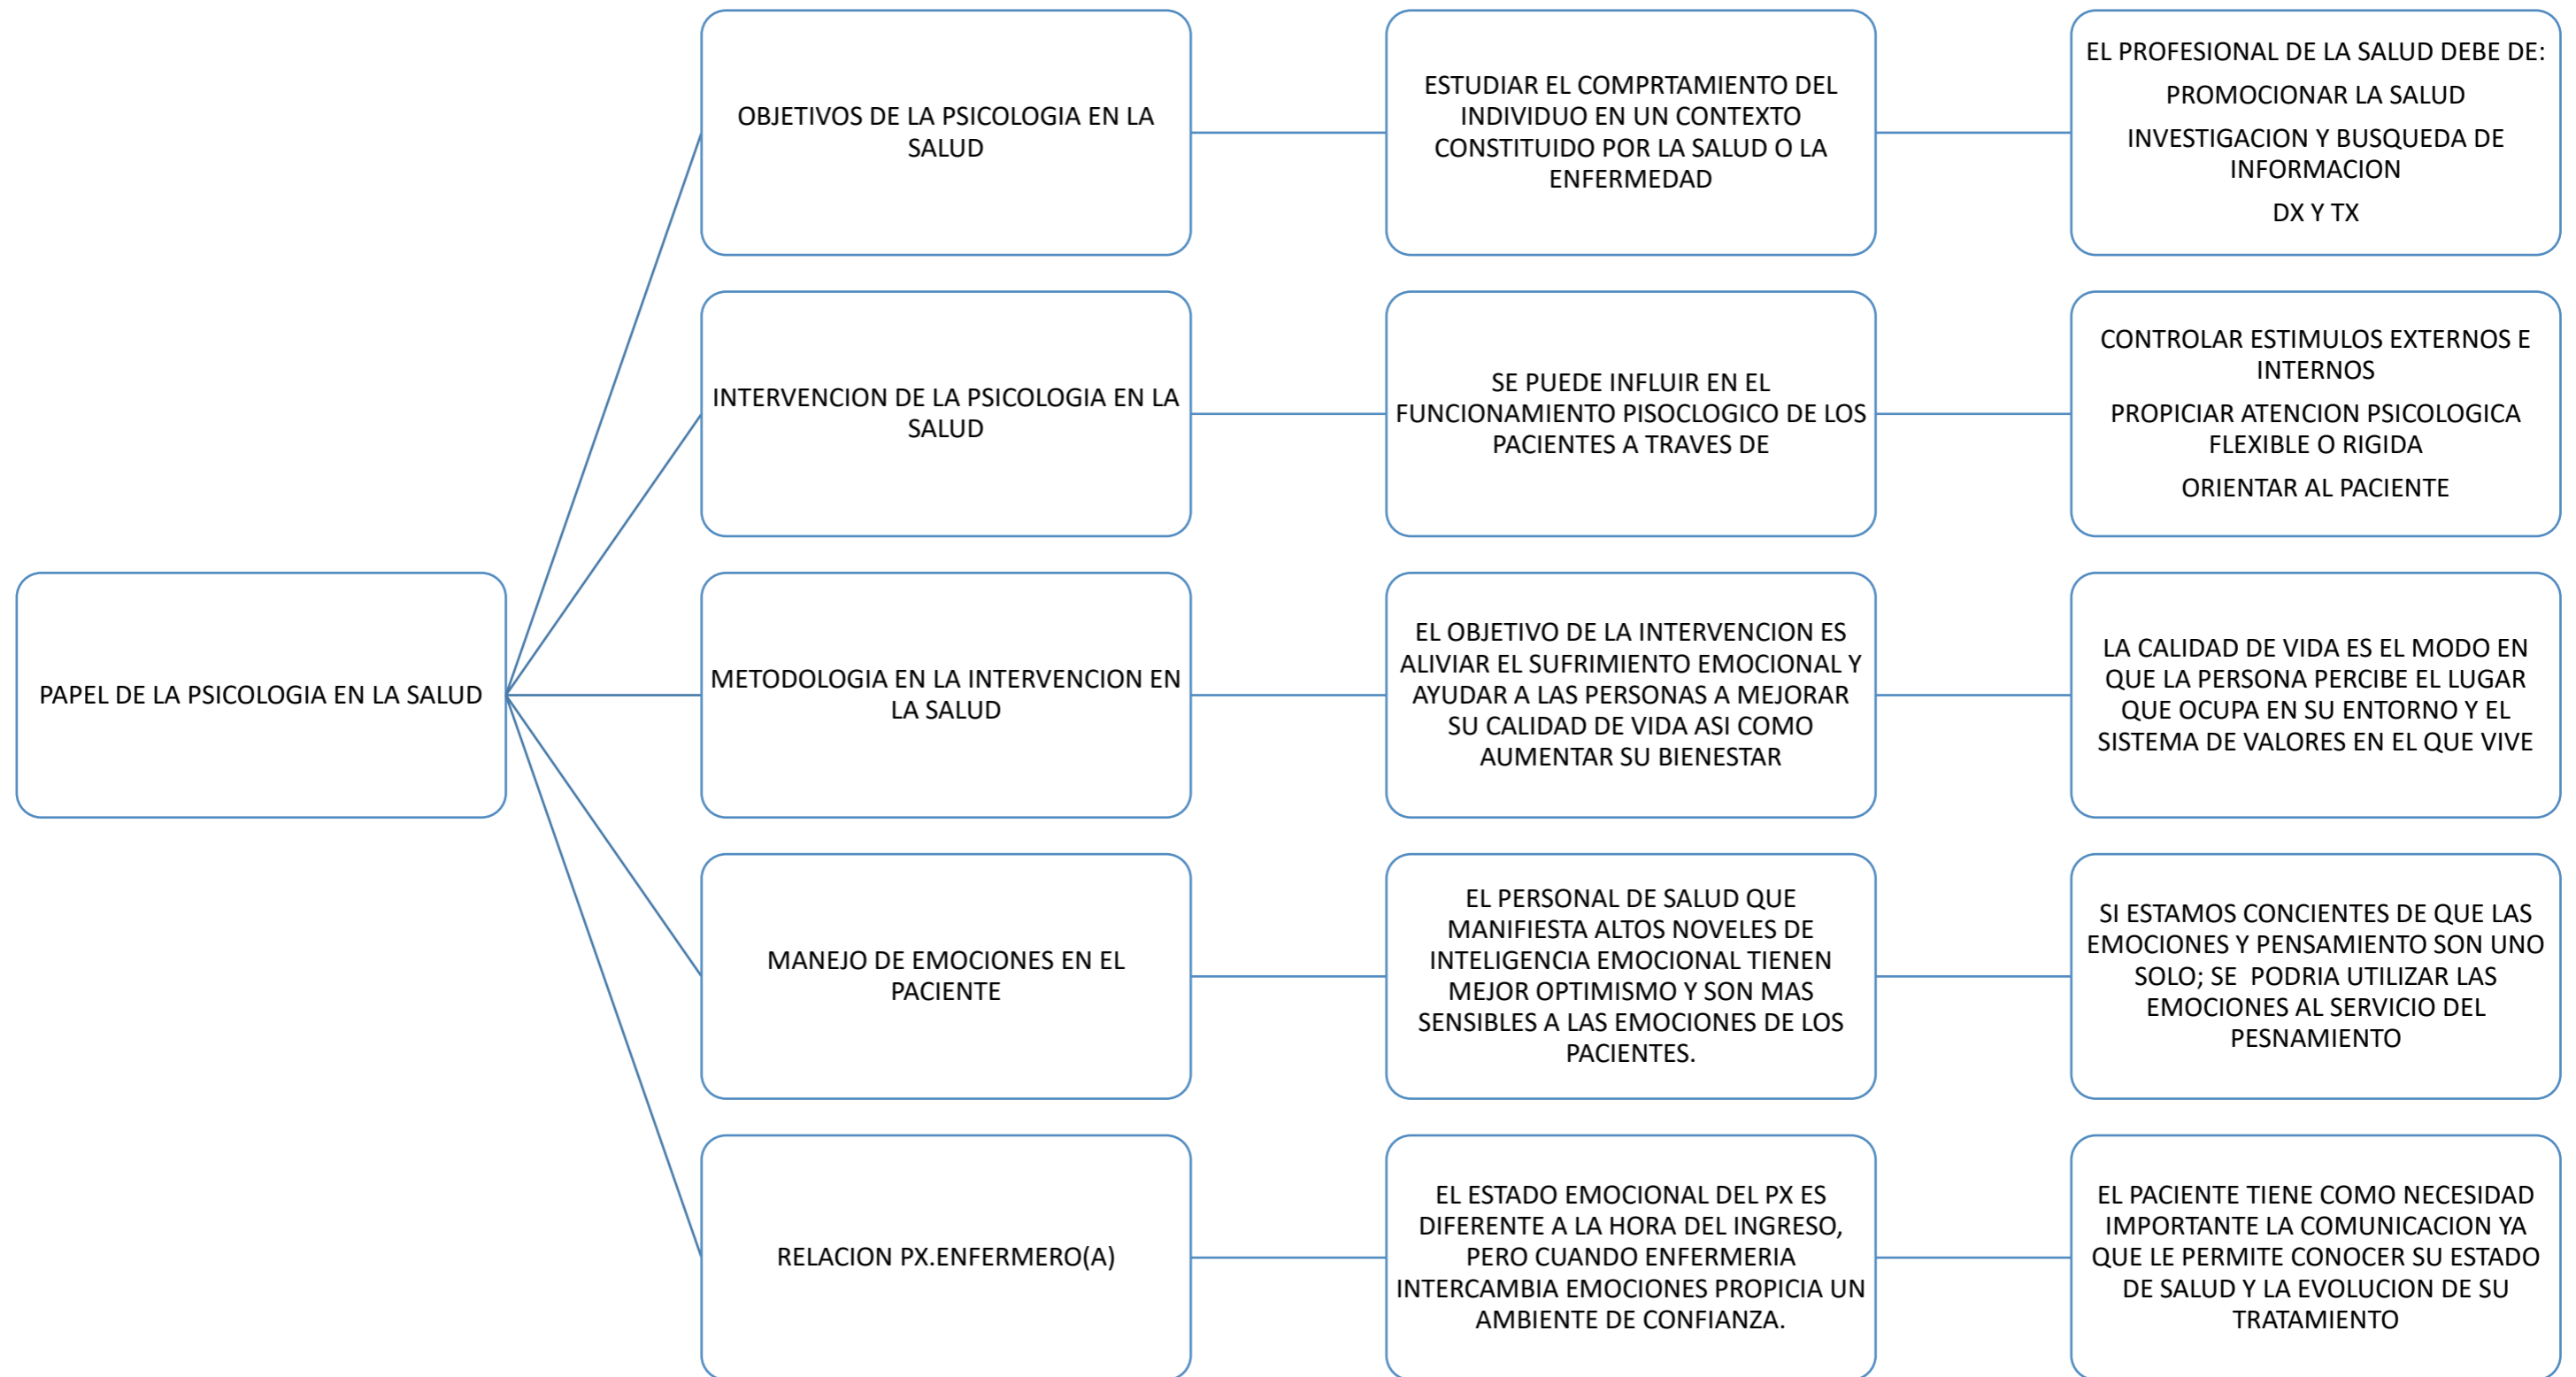 OBJETIVOS DE LA PSICOLOGIA EN LA
SALUD
ESTUDIAR EL COMPRTAMIENTO DEL
INDIVIDUO EN UN CONTEXTO
CONSTITUIDO POR LA SALUD O LA
ENFERMEDAD
EL PROFESIONAL DE LA SALUD DEBE DE:
PROMOCIONAR LA SALUD
INVESTIGACION Y BUSQUEDA DE
INFORMACION
DX Y TX
INTERVENCION DE LA PSICOLOGIA EN LA
SALUD
SE PUEDE INFLUIR EN EL
FUNCIONAMIENTO PISOCLOGICO DE LOS
PACIENTES A TRAVES DE
CONTROLAR ESTIMULOS EXTERNOS E
INTERNOS
PROPICIAR ATENCION PSICOLOGICA
FLEXIBLE O RIGIDA
ORIENTAR AL PACIENTE
PAPEL DE LA PSICOLOGIA EN LA SALUD
METODOLOGIA EN LA INTERVENCION EN
LA SALUD
EL OBJETIVO DE LA INTERVENCION ES
ALIVIAR EL SUFRIMIENTO EMOCIONAL Y
AYUDAR A LAS PERSONAS A MEJORAR
SU CALIDAD DE VIDA ASI COMO
AUMENTAR SU BIENESTAR
LA CALIDAD DE VIDA ES EL MODO EN
QUE LA PERSONA PERCIBE EL LUGAR
QUE OCUPA EN SU ENTORNO Y EL
SISTEMA DE VALORES EN EL QUE VIVE
MANEJO DE EMOCIONES EN EL
PACIENTE
EL PERSONAL DE SALUD QUE
MANIFIESTA ALTOS NOVELES DE
INTELIGENCIA EMOCIONAL TIENEN
MEJOR OPTIMISMO Y SON MAS
SENSIBLES A LAS EMOCIONES DE LOS
PACIENTES.
SI ESTAMOS CONCIENTES DE QUE LAS
EMOCIONES Y PENSAMIENTO SON UNO
SOLO; SE  PODRIA UTILIZAR LAS
EMOCIONES AL SERVICIO DEL
PESNAMIENTO
RELACION PX.ENFERMERO(A)
EL ESTADO EMOCIONAL DEL PX ES
DIFERENTE A LA HORA DEL INGRESO,
PERO CUANDO ENFERMERIA
INTERCAMBIA EMOCIONES PROPICIA UN
AMBIENTE DE CONFIANZA.
EL PACIENTE TIENE COMO NECESIDAD
IMPORTANTE LA COMUNICACION YA
QUE LE PERMITE CONOCER SU ESTADO
DE SALUD Y LA EVOLUCION DE SU
TRATAMIENTO